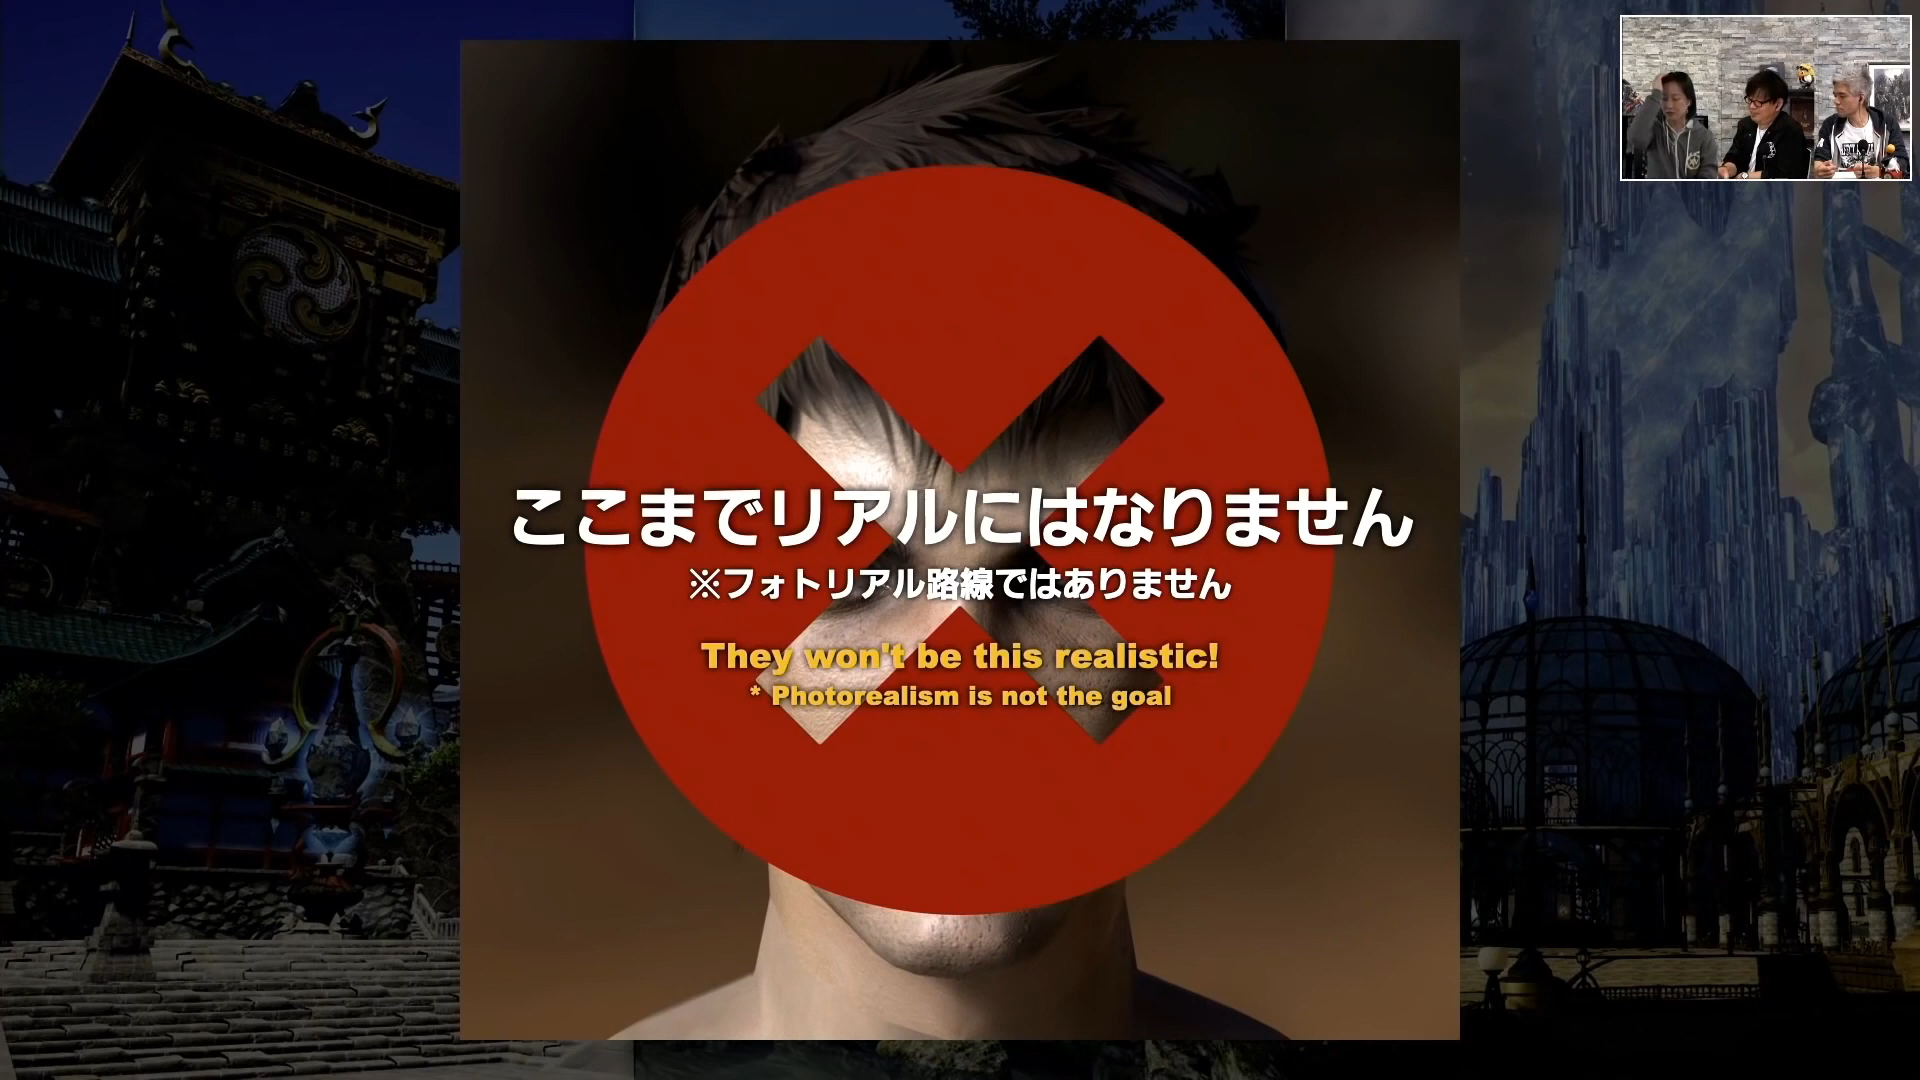 ここまでリアルにはなりません
※フォトリアル路線ではありません
They won't be this realistic!
* Photorealism is not the goal